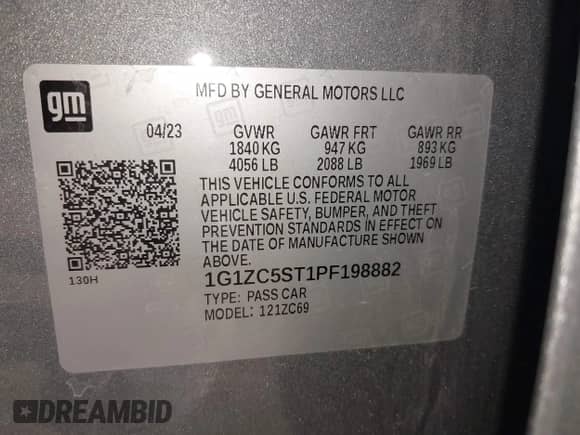 gm
MFD BY GENERAL MOTORS LLC
04/23 GVWR GAWR FRT GAWR RR
1840 KG 947 KG 893 KG
4056 LB 2088 LB 1969 LB
THIS VEHICLE CONFORMS TO ALL
APPLICABLE U.S. FEDERAL MOTOR
VEHICLE SAFETY, BUMPER, AND THEFT
PREVENTION STANDARDS IN EFFECT ON
THE DATE OF MANUFACTURE SHOWN
ABOVE.
130H
1G1ZC5ST1PF198882
TYPE: PASS CAR
MODEL: 121ZC69
DREAMBID